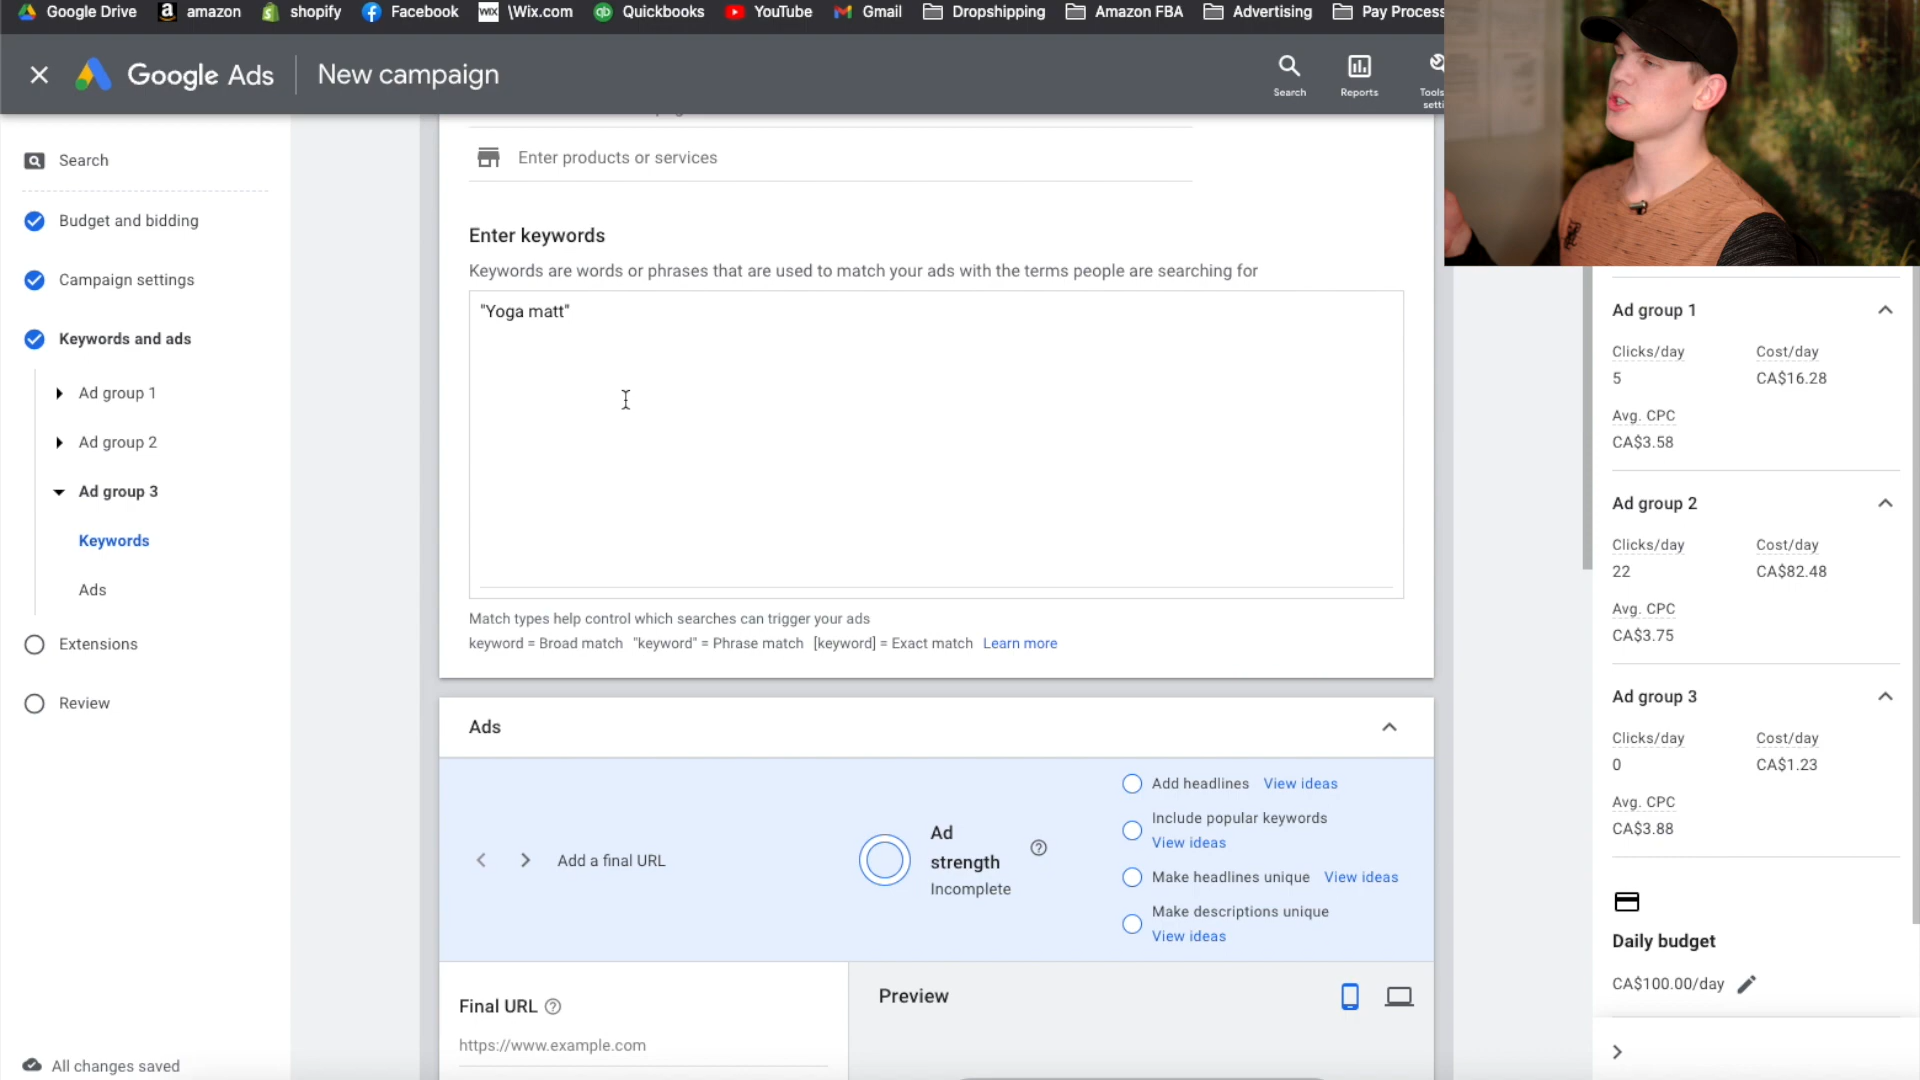 Google Drive amazon shopify Facebook WIX \Wix.com qb Quickbooks YouTube Gmail Dropshipping Amazon FBA Advertising Pay Process
Google Ads New campaign
Search
Reports
Tools
setti
Search
Budget and bidding
Campaign settings
Keywords and ads
Ad group 1
Ad group 2
Ad group 3
Keywords
Ads
Extensions
Review
All changes saved
Enter products or services
Enter keywords
Keywords are words or phrases that are used to match your ads with the terms people are searching for
"Yoga matt"
Match types help control which searches can trigger your ads
keyword = Broad match "keyword" = Phrase match [keyword] = Exact match Learn more
Ads
Add a final URL
Ad
strength
Incomplete
Add headlines View ideas
Include popular keywords
View ideas
Make headlines unique View ideas
Make descriptions unique
View ideas
Final URL
https://www.example.com
Preview
Ad group 1
Clicks/day Cost/day
5 CA$16.28
Avg. CPC
CA$3.58
Ad group 2
Clicks/day Cost/day
22 CA$82.48
Avg. CPC
CA$3.75
Ad group 3
Clicks/day Cost/day
0 CA$1.23
Avg. CPC
CA$3.88
Daily budget
CA$100.00/day